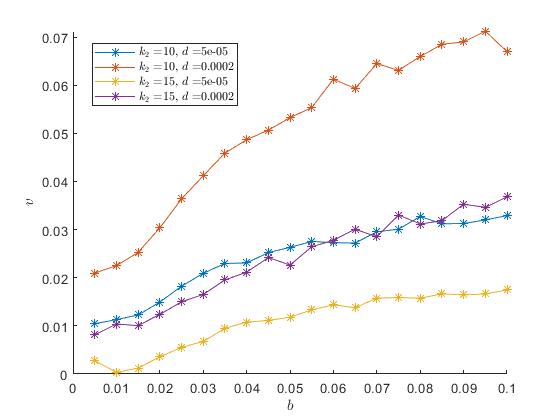 0.07
0.06
0.05
0.04
0.03
0.02
0.01
0
v
k₂ =10, d =5e-05
k₂ =10, d =0.0002
k₂ =15, d =5e-05
k₂ =15, d =0.0002
0 0.01 0.02 0.03 0.04 0.05 0.06 0.07 0.08 0.09 0.1
b